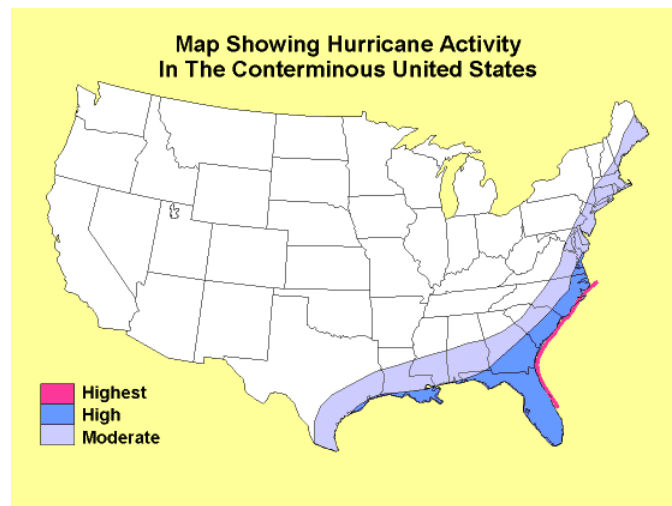 Map Showing Hurricane Activity
In The Conterminous United States
Highest
High
Moderate